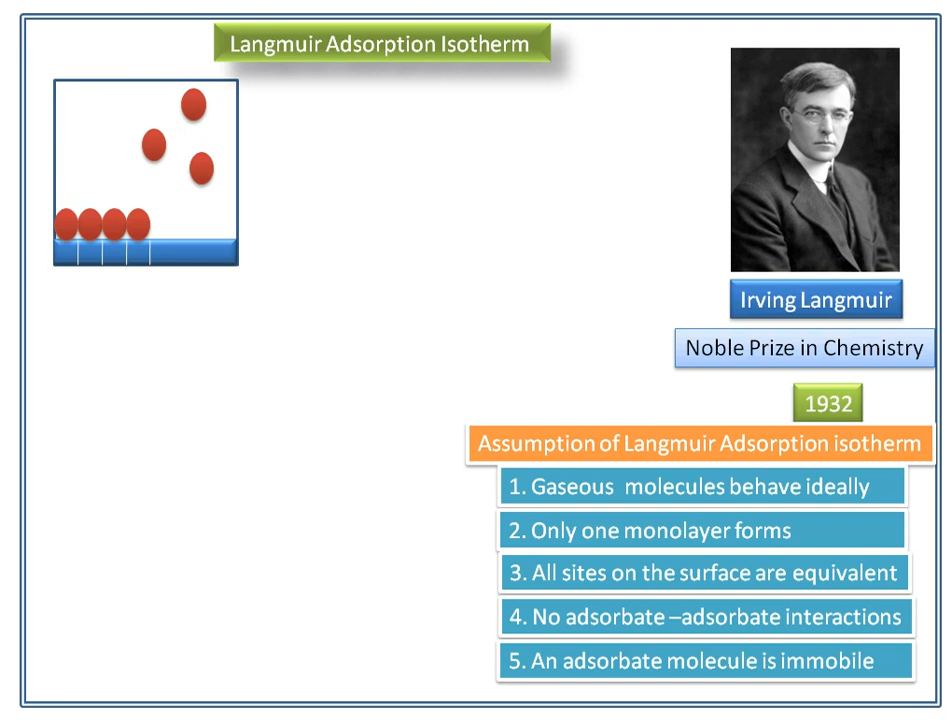 Langmuir Adsorption Isotherm
Irving Langmuir
Noble Prize in Chemistry
1932
Assumption of Langmuir Adsorption isotherm
1. Gaseous molecules behave ideally
2. Only one monolayer forms
3. All sites on the surface are equivalent
4. No adsorbate –adsorbate interactions
5. An adsorbate molecule is immobile